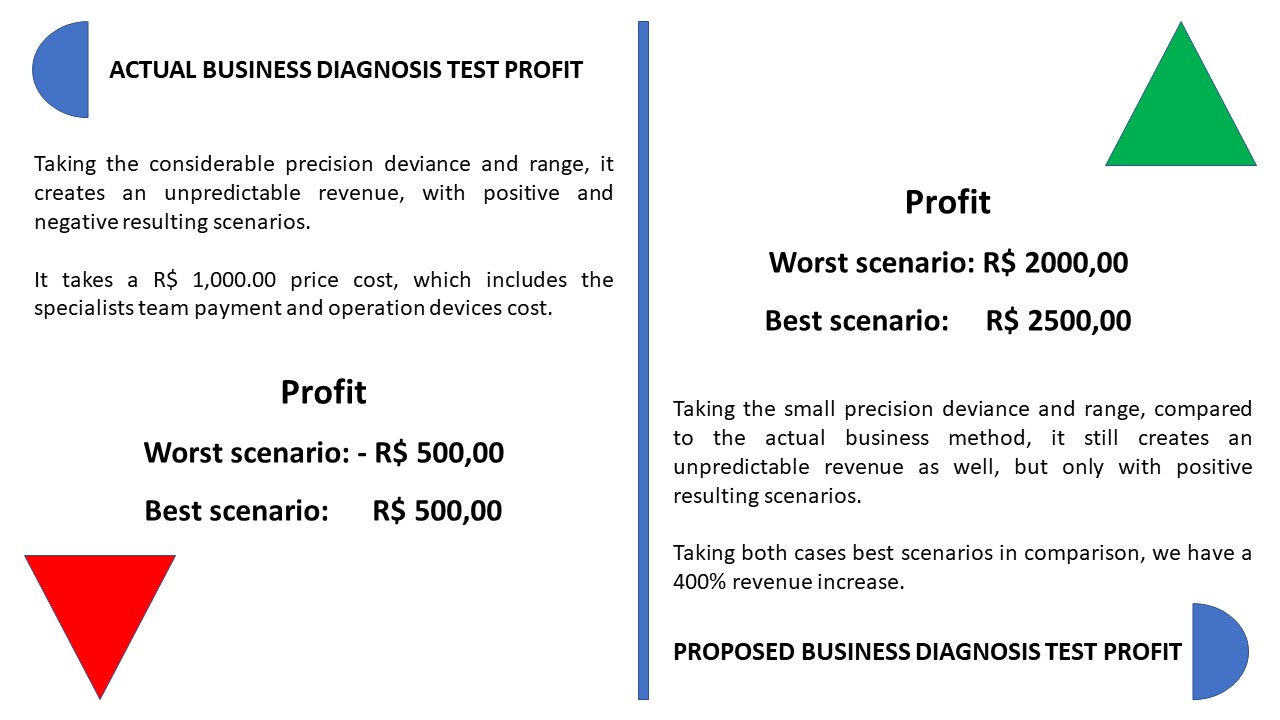 ACTUAL BUSINESS DIAGNOSIS TEST PROFIT
Taking the considerable precision deviance and range, it
creates an unpredictable revenue, with positive and
negative resulting scenarios.
It takes a R$ 1,000.00 price cost, which includes the
specialists team payment and operation devices cost.
Profit
Worst scenario: - R$ 500,00
Best scenario: R$ 500,00
Profit
Worst scenario: R$ 2000,00
Best scenario: R$ 2500,00
Taking the small precision deviance and range, compared
to the actual business method, it still creates an
unpredictable revenue as well, but only with positive
resulting scenarios.
Taking both cases best scenarios in comparison, we have a
400% revenue increase.
PROPOSED BUSINESS DIAGNOSIS TEST PROFIT